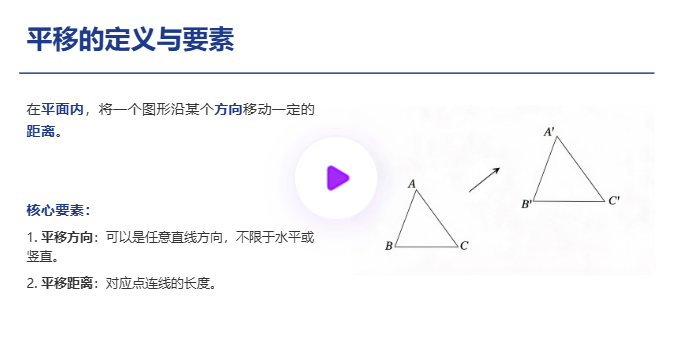 平移的定义与要素
在平面内，将一个图形沿某个方向移动一定的
距离。
核心要素：
1. 平移方向：可以是任意直线方向，不限于水平或
竖直。
2. 平移距离：对应点连线的长度。
A
B
C
A'
B'
C'